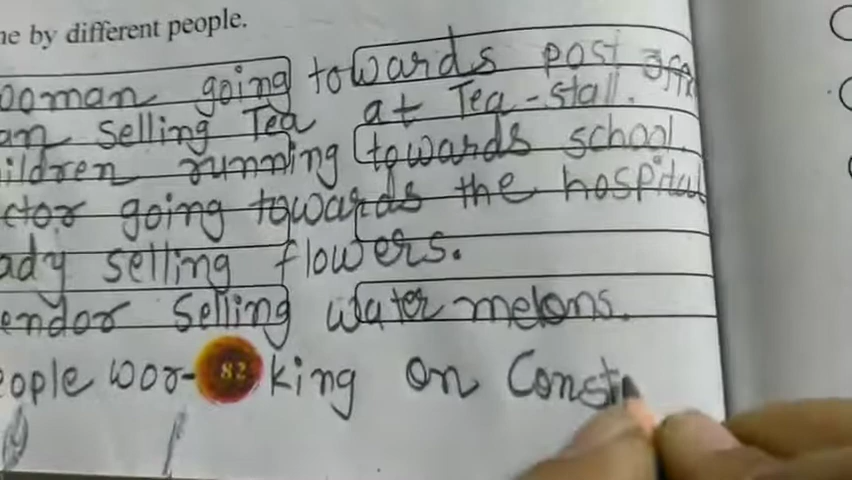 ne by different people.
ooman going towards post offi
an selling Tea at Tea-stall.
ildren running towards school.
ctor going towards the hospital
ady selling flowers.
endor selling water melons.
eople wor- 82 king on Const